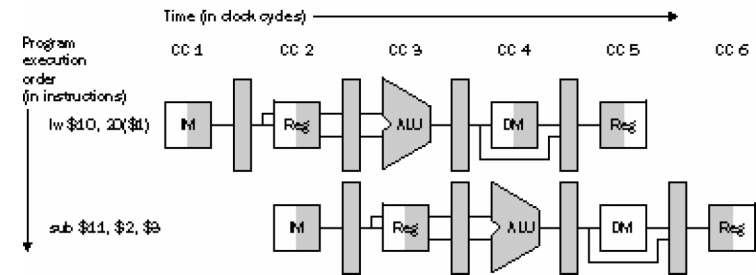 Time (in clock cycles)
Program
execution
order
(in instructions)
CC 1 CC 2 CC 3 CC 4 CC 5 CC 6
lw $10, 20($1)
IM Reg ALU DM Reg
sub $11, $2, $3
IM Reg ALU DM Reg